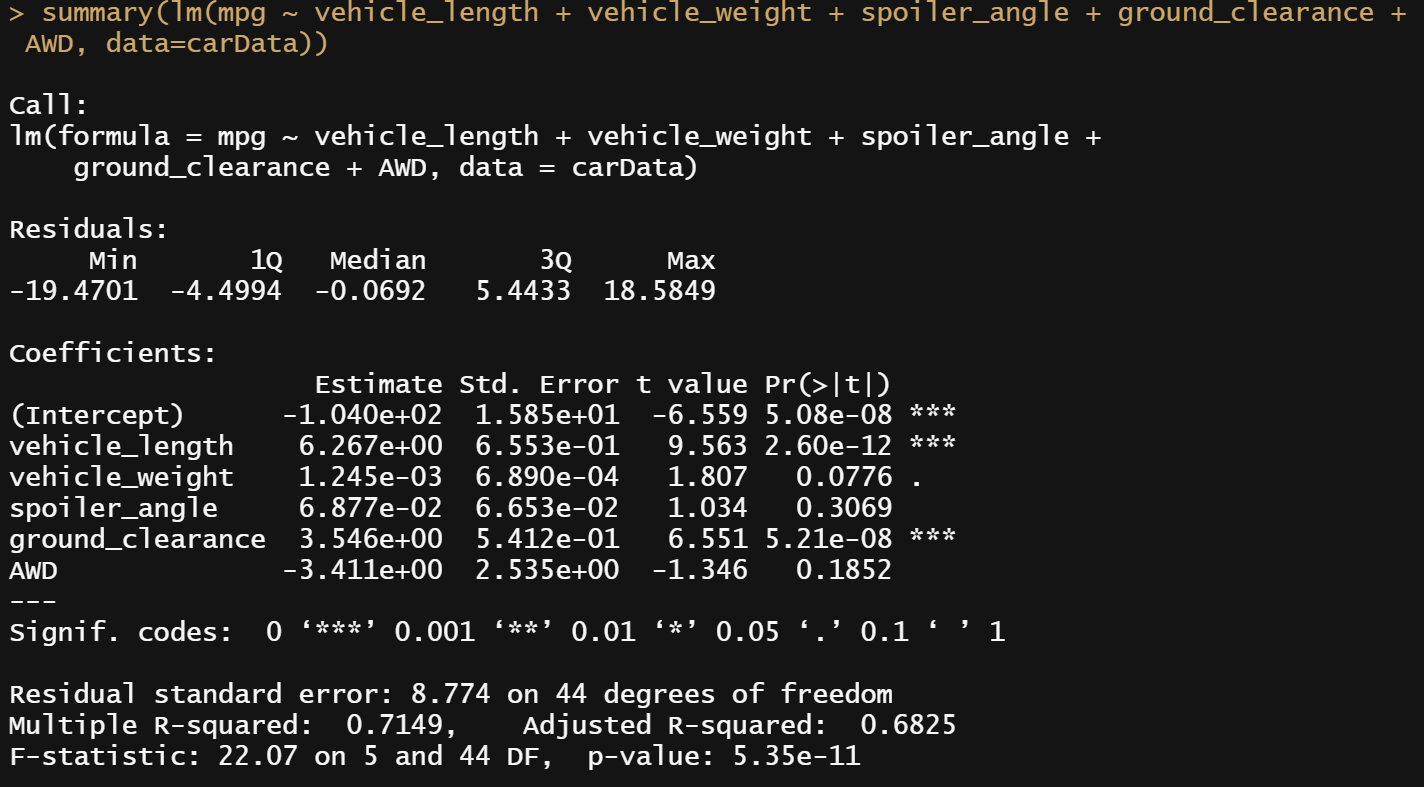 > summary(lm(mpg ~ vehicle_length + vehicle_weight + spoiler_angle + ground_clearance +
 AWD, data=carData))

Call:
lm(formula = mpg ~ vehicle_length + vehicle_weight + spoiler_angle + 
    ground_clearance + AWD, data = carData)

Residuals:
     Min       1Q   Median       3Q      Max 
-19.4701  -4.4994  -0.0692   5.4433  18.5849 

Coefficients:
                   Estimate Std. Error t value Pr(>|t|)    
(Intercept)      -1.040e+02  1.585e+01  -6.559 5.08e-08 ***
vehicle_length    6.267e+00  6.553e-01   9.563 2.60e-12 ***
vehicle_weight    1.245e-03  6.890e-04   1.807   0.0776 .  
spoiler_angle     6.877e-02  6.653e-02   1.034   0.3069    
ground_clearance  3.546e+00  5.412e-01   6.551 5.21e-08 ***
AWD              -3.411e+00  2.535e+00  -1.346   0.1852    
---
Signif. codes:  0 ‘***’ 0.001 ‘**’ 0.01 ‘*’ 0.05 ‘.’ 0.1 ‘ ’ 1

Residual standard error: 8.774 on 44 degrees of freedom
Multiple R-squared:  0.7149,	Adjusted R-squared:  0.6825 
F-statistic: 22.07 on 5 and 44 DF,  p-value: 5.35e-11